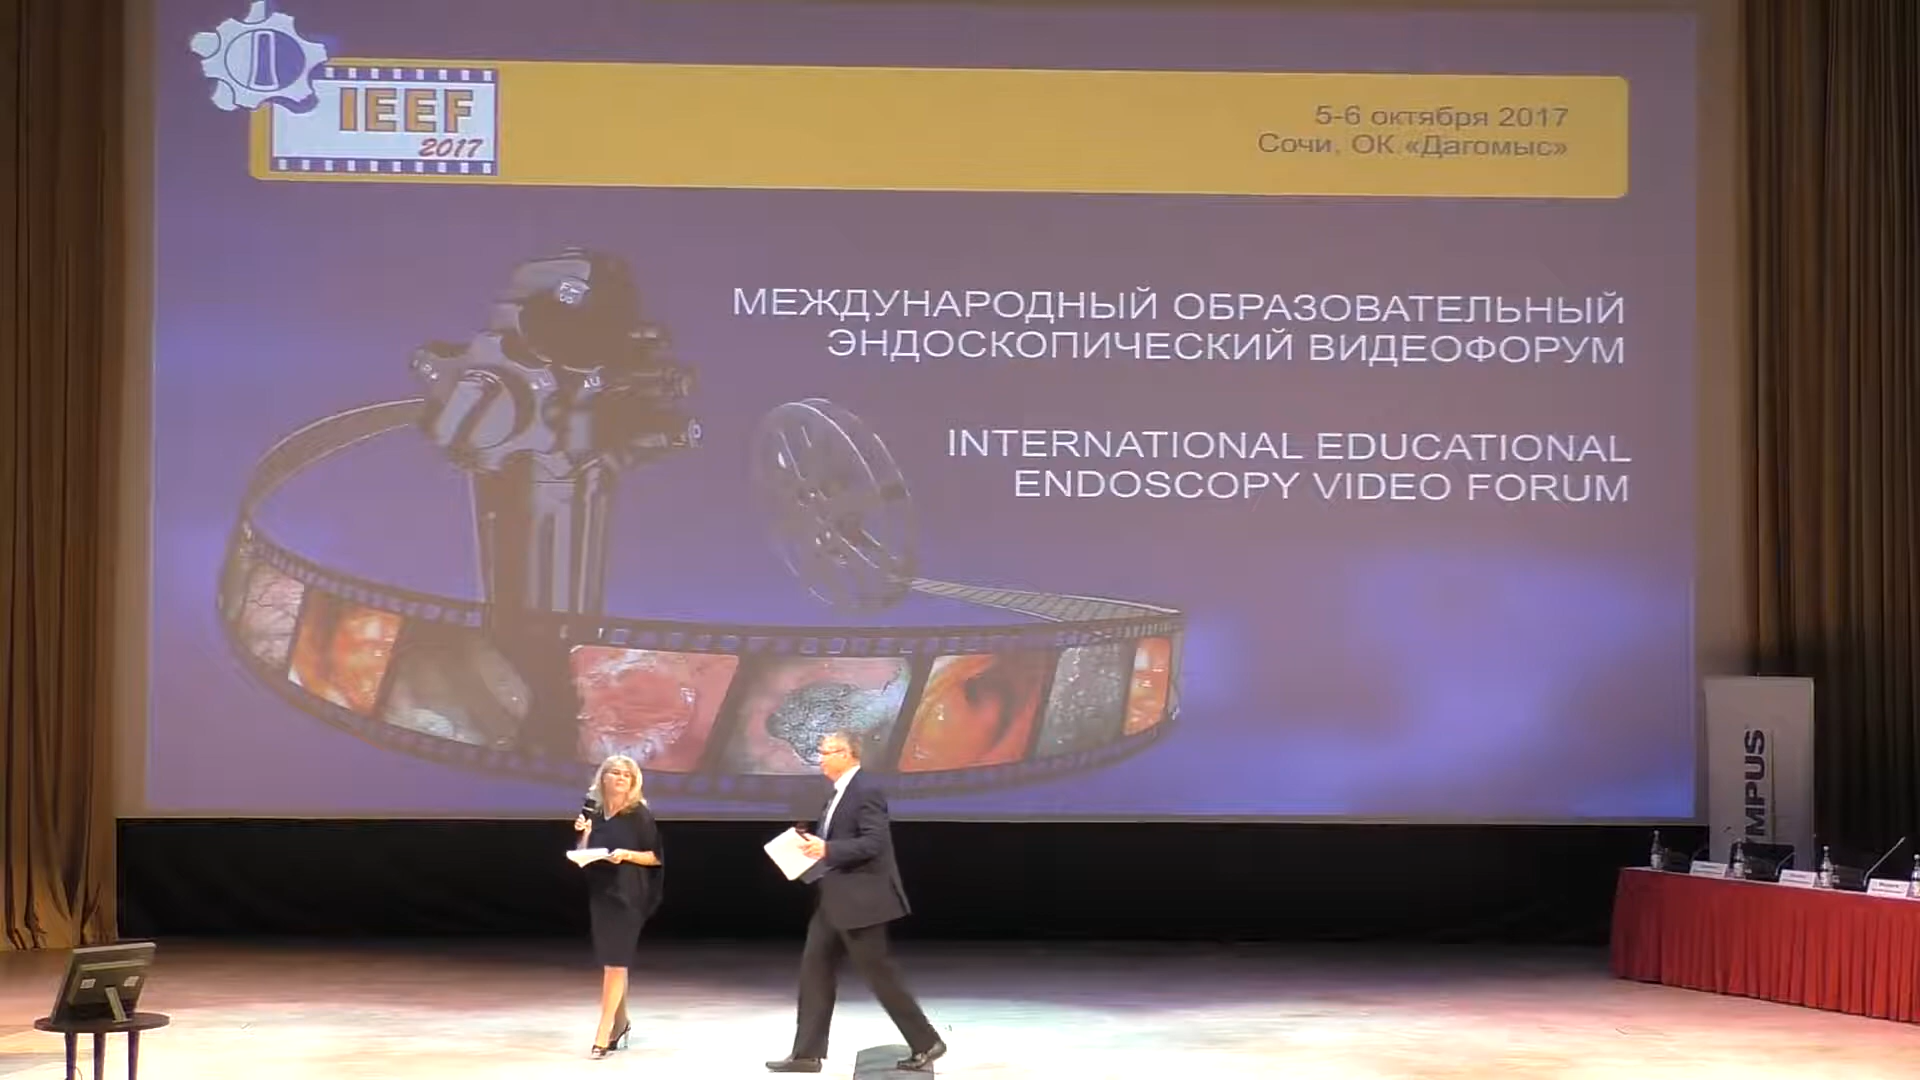 IEEF
2017
5-6 октября 2017
Сочи, ОК «Дагомыс»
МЕЖДУНАРОДНЫЙ ОБРАЗОВАТЕЛЬНЫЙ
ЭНДОСКОПИЧЕСКИЙ ВИДЕОФОРУМ
INTERNATIONAL EDUCATIONAL
ENDOSCOPY VIDEO FORUM
MPUS